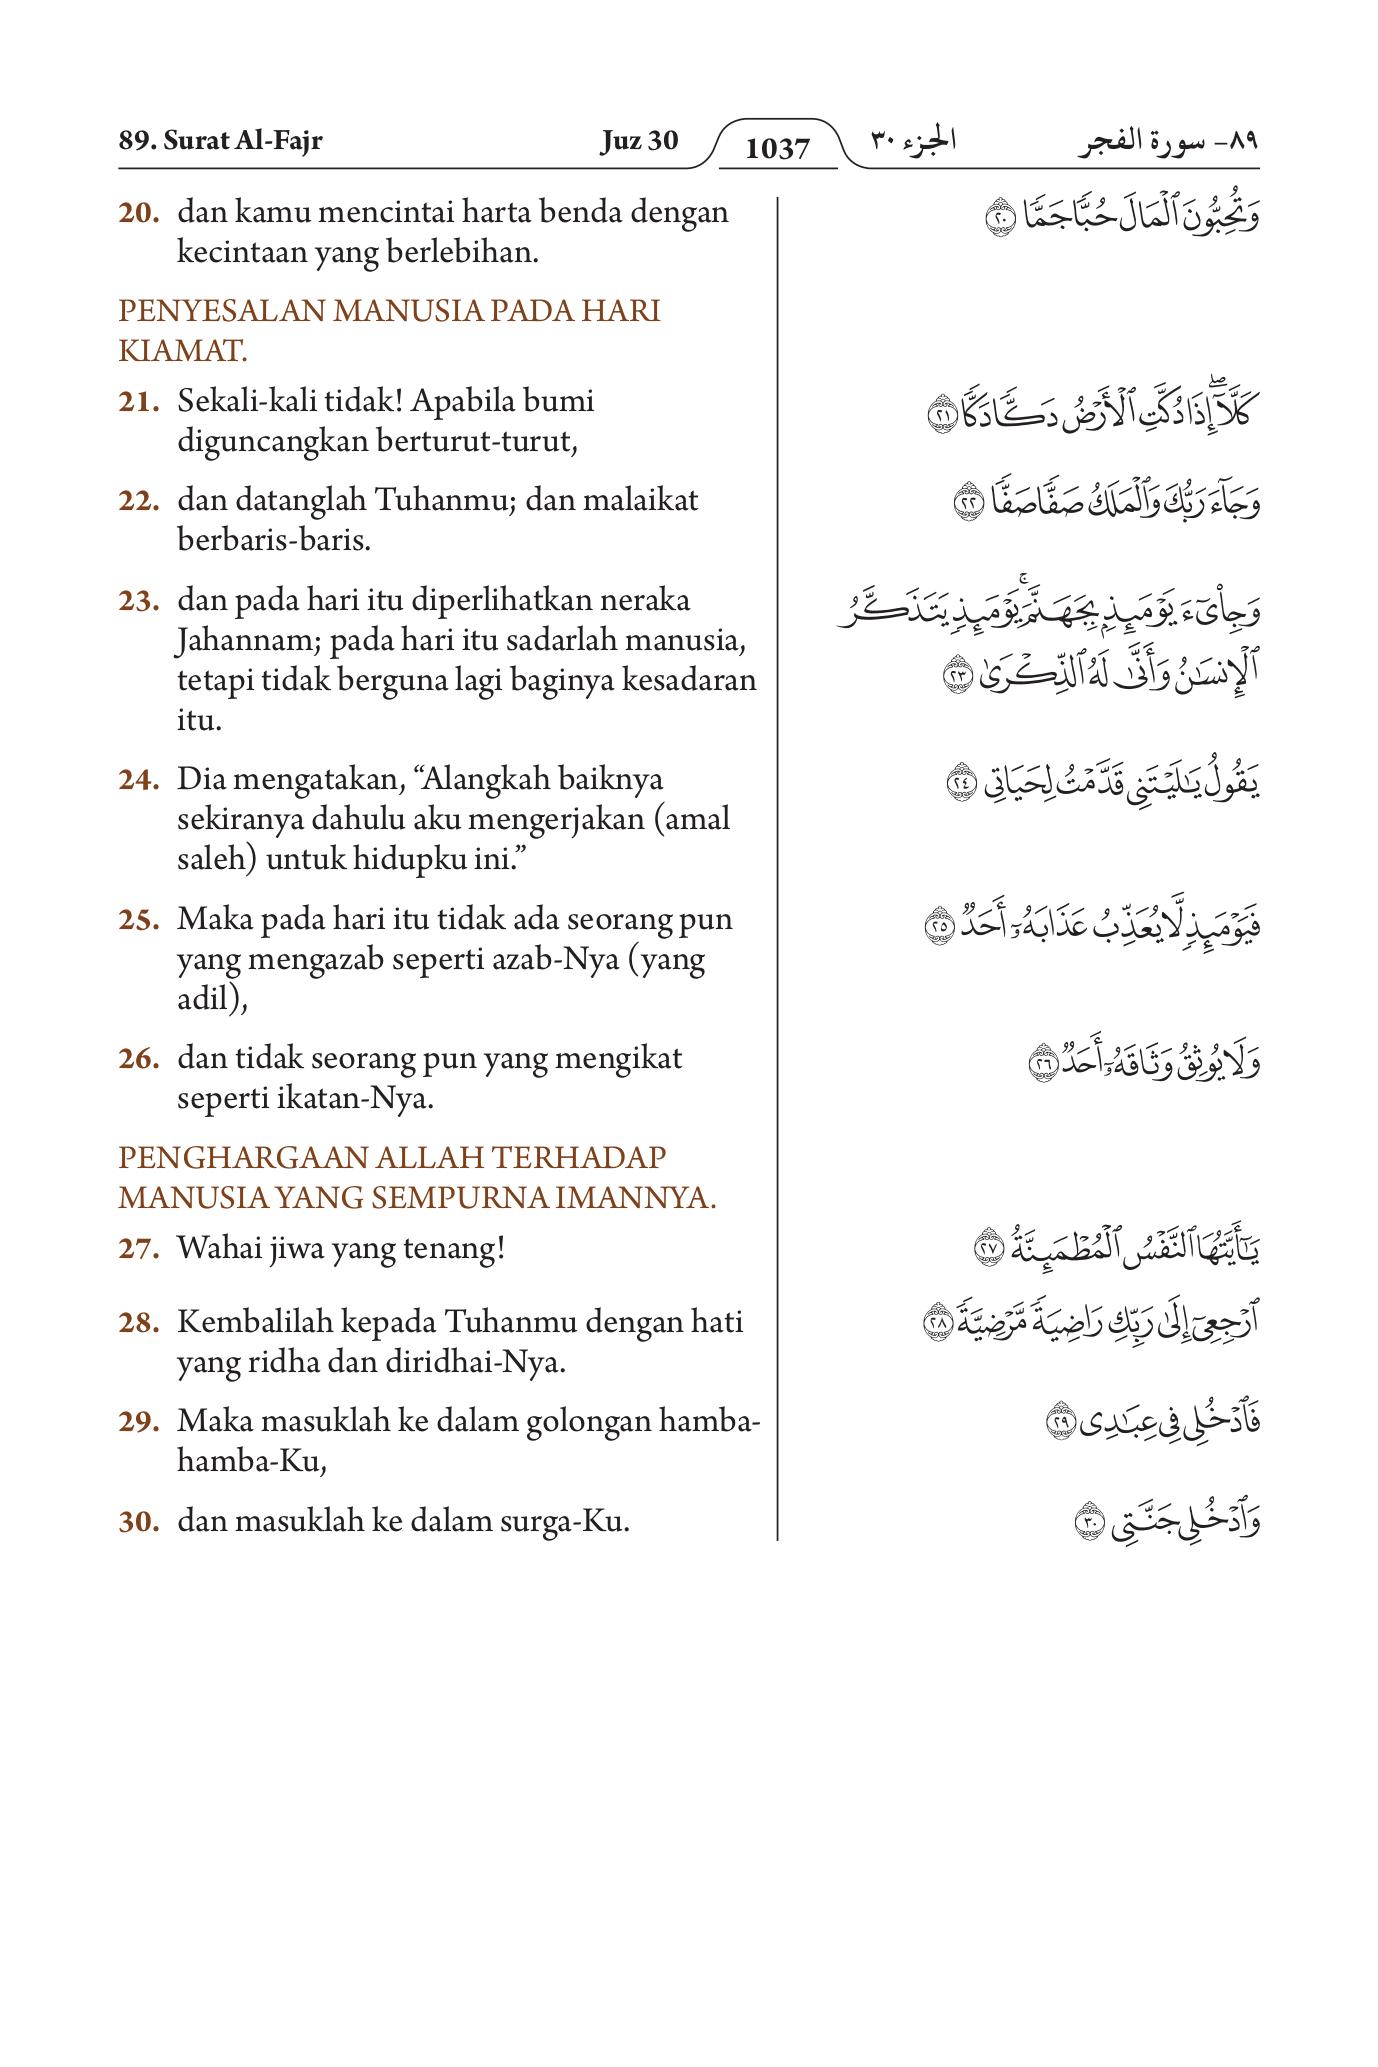 89. Surat Al-Fajr Juz 30 1037 الجزء ٣٠ ٨٩- سورة الفجر
20. dan kamu mencintai harta benda dengan
kecintaan yang berlebihan.
PENYESALAN MANUSIA PADA HARI
KIAMAT.
21. Sekali-kali tidak! Apabila bumi
diguncangkan berturut-turut,
22. dan datanglah Tuhanmu; dan malaikat
berbaris-baris.
23. dan pada hari itu diperlihatkan neraka
Jahannam; pada hari itu sadarlah manusia,
tetapi tidak berguna lagi baginya kesadaran
itu.
24. Dia mengatakan, “Alangkah baiknya
sekiranya dahulu aku mengerjakan (amal
saleh) untuk hidupku ini.”
25. Maka pada hari itu tidak ada seorang pun
yang mengazab seperti azab-Nya (yang
adil),
26. dan tidak seorang pun yang mengikat
seperti ikatan-Nya.
PENGHARGAAN ALLAH TERHADAP
MANUSIA YANG SEMPURNA IMANNYA.
27. Wahai jiwa yang tenang!
28. Kembalilah kepada Tuhanmu dengan hati
yang ridha dan diridhai-Nya.
29. Maka masuklah ke dalam golongan hamba-
hamba-Ku,
30. dan masuklah ke dalam surga-Ku.
وَتُحِبُّونَ ٱلْمَالَ حُبًّا جَمًّا ٢٠
كَلَّآۖ إِذَا دُكَّتِ ٱلْأَرْضُ دَكًّا دَكًّا ٢١
وَجَآءَ رَبُّكَ وَٱلْمَلَكُ صَفًّا صَفًّا ٢٢
وَجِا۟ىٓءَ يَوْمَئِذٍۭ بِجَهَنَّمَۚ يَوْمَئِذٍ يَتَذَكَّرُ
ٱلْإِنسَـٰنُ وَأَنَّىٰ لَهُ ٱلذِّكْرَىٰ ٢٣
يَقُولُ يَـٰلَيْتَنِى قَدَّمْتُ لِحَيَاتِى ٢٤
فَيَوْمَئِذٍ لَّا يُعَذِّبُ عَذَابَهُۥٓ أَحَدٌ ٢٥
وَلَا يُوثِقُ وَثَاقَهُۥٓ أَحَدٌ ٢٦
يَـٰٓأَيَّتُهَا ٱلنَّفْسُ ٱلْمُطْمَئِنَّةُ ٢٧
ٱرْجِعِىٓ إِلَىٰ رَبِّكِ رَاضِيَةً مَّرْضِيَّةً ٢٨
فَٱدْخُلِى فِى عِبَـٰدِى ٢٩
وَٱدْخُلِى جَنَّتِى ٣٠